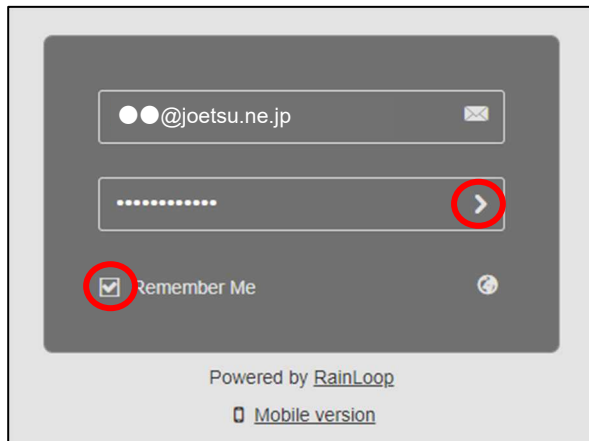 ●●@joetsu.ne.jp
••••••••••••
Remember Me
Powered by RainLoop
Mobile version